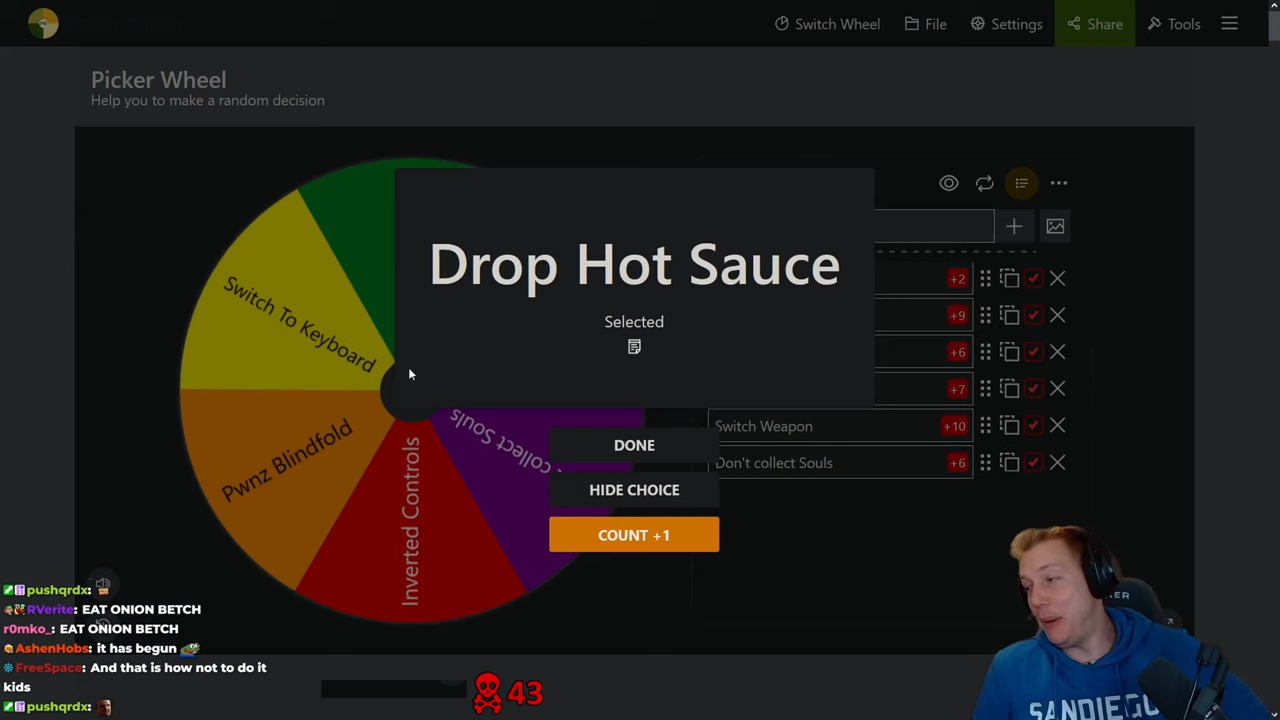 Switch Wheel
File
Settings
Share
Tools
Picker Wheel
Help you to make a random decision
Drop Hot Sauce
Selected
DONE
HIDE CHOICE
COUNT +1
Switch To Keyboard
Pwnz Blindfold
Inverted Controls
collect Souls
+2
+9
+6
+7
Switch Weapon
+10
Don't collect Souls
+6
pushqrdx:
RVerite: EAT ONION BETCH
r0mko_: EAT ONION BETCH
AshenHobs: it has begun
FreeSpace: And that is how not to do it
kids
pushqrdx:
43
SANDIEGO